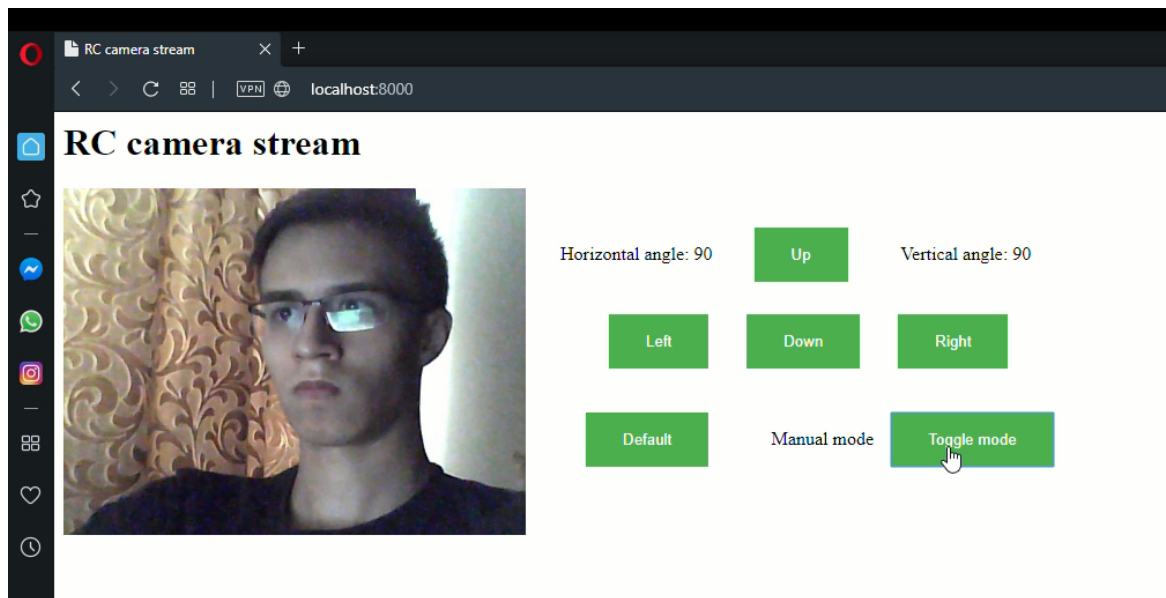 RC camera stream
VPN localhost:8000
RC camera stream
Horizontal angle: 90 Up Vertical angle: 90
Left Down Right
Default Manual mode Toggle mode